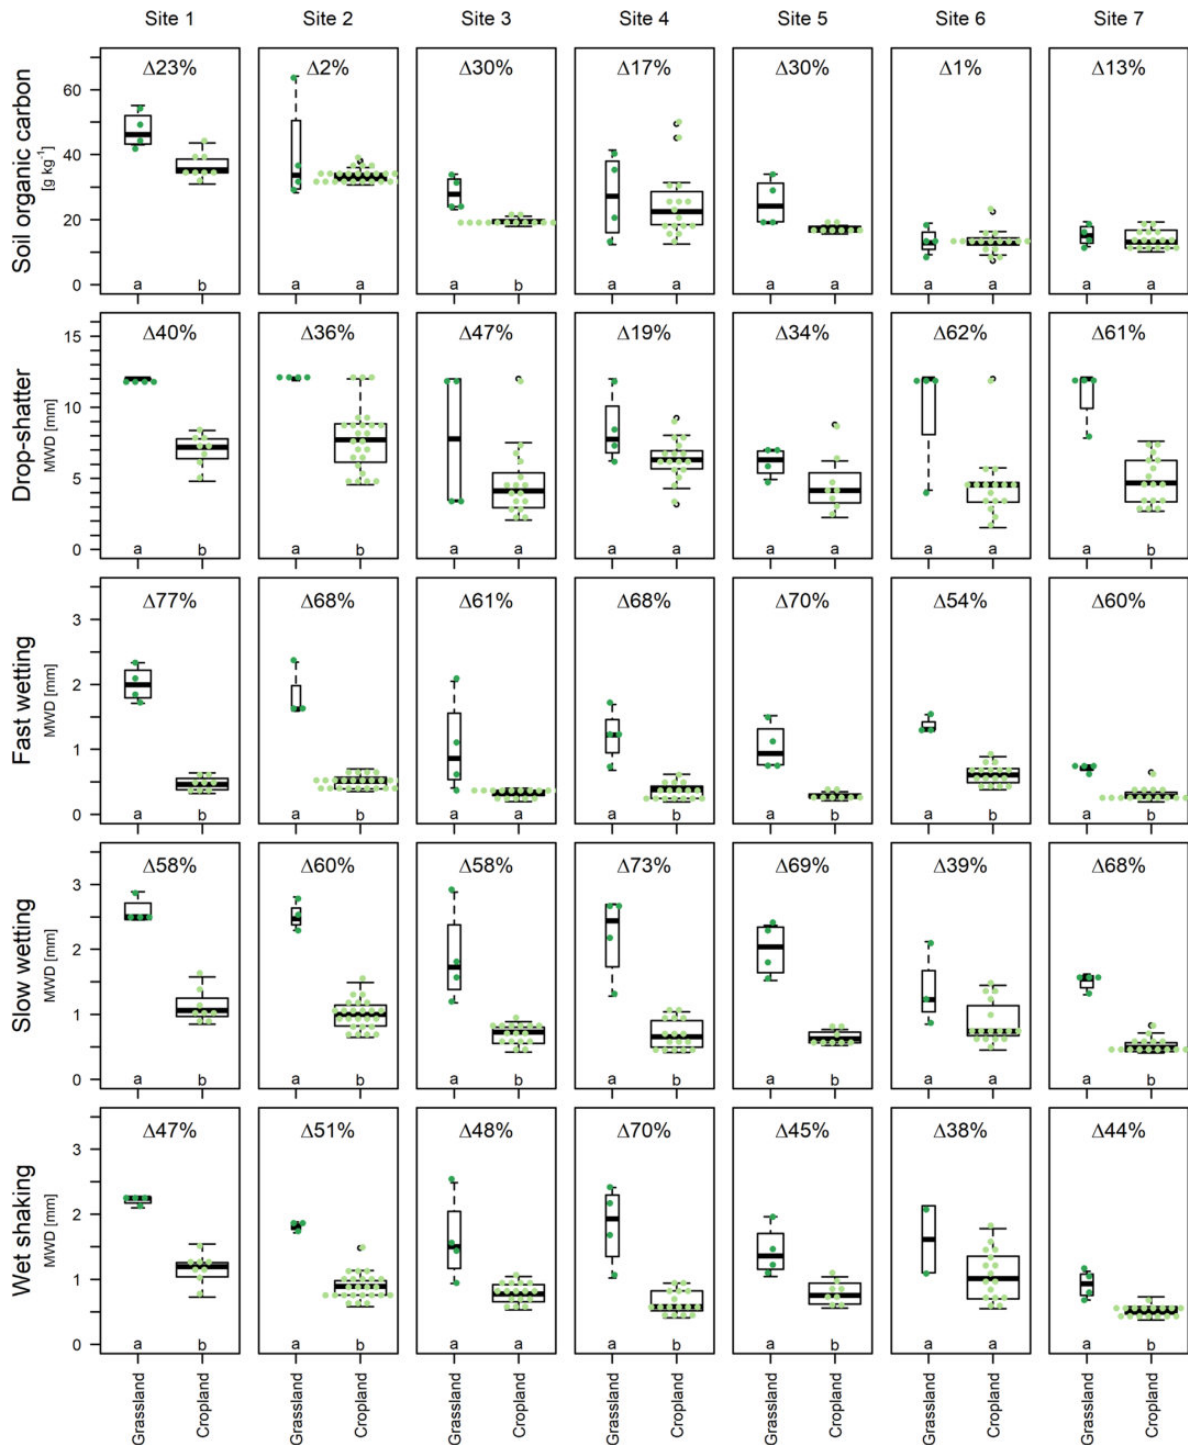 Site 1 Site 2 Site 3 Site 4 Site 5 Site 6 Site 7
Soil organic carbon
[g kg⁻¹]
60
40
20
0
Δ23% Δ2% Δ30% Δ17% Δ30% Δ1% Δ13%
a b a a a b a a a a a a a a
Drop-shatter
MWD [mm]
15
10
5
0
Δ40% Δ36% Δ47% Δ19% Δ34% Δ62% Δ61%
a b a b a a a a a a a a a b
Fast wetting
MWD [mm]
3
2
1
0
Δ77% Δ68% Δ61% Δ68% Δ70% Δ54% Δ60%
a b a b a a a b a b a b a b
Slow wetting
MWD [mm]
3
2
1
0
Δ58% Δ60% Δ58% Δ73% Δ69% Δ39% Δ68%
a b a b a b a b a b a a a b
Wet shaking
MWD [mm]
3
2
1
0
Δ47% Δ51% Δ48% Δ70% Δ45% Δ38% Δ44%
a b a b a a a b a b a a a b
Grassland Cropland Grassland Cropland Grassland Cropland Grassland Cropland Grassland Cropland Grassland Cropland Grassland Cropland